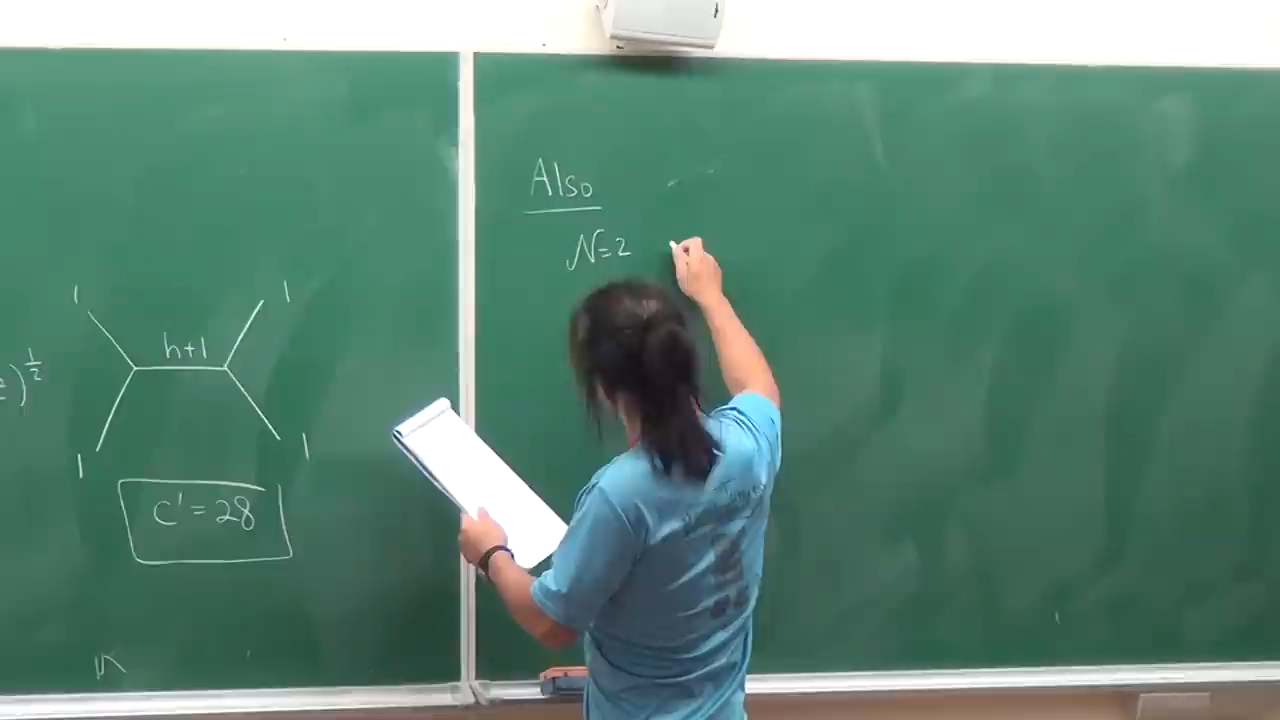 )^{1/2}
1 1
h+1
1 1
c' = 28
Also
𝒩=2